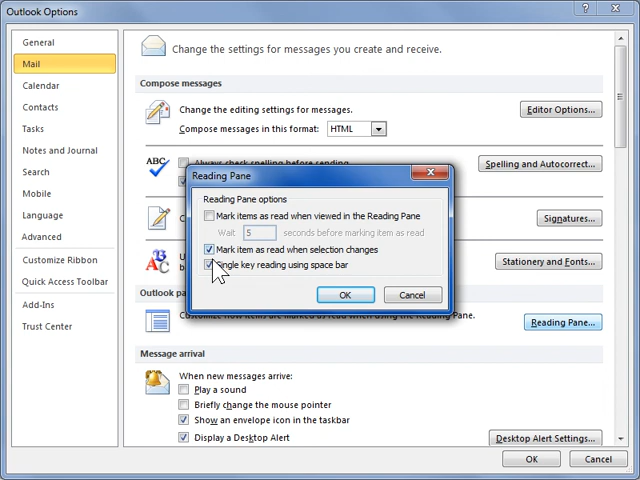 Outlook Options
General
Mail
Calendar
Contacts
Tasks
Notes and Journal
Search
Mobile
Language
Advanced
Customize Ribbon
Quick Access Toolbar
Add-Ins
Trust Center
Change the settings for messages you create and receive.
Compose messages
Change the editing settings for messages.
Editor Options...
Compose messages in this format: HTML
ABC
Always check spelling before sending
Spelling and Autocorrect...
Signatures...
Stationery and Fonts...
Reading Pane
Reading Pane options
Mark items as read when viewed in the Reading Pane
Wait 5 seconds before marking item as read
Mark item as read when selection changes
Single key reading using space bar
OK
Cancel
Outlook pa
Customize how items are marked as read when using the Reading Pane.
Reading Pane...
Message arrival
When new messages arrive:
Play a sound
Briefly change the mouse pointer
Show an envelope icon in the taskbar
Display a Desktop Alert
Desktop Alert Settings...
OK
Cancel